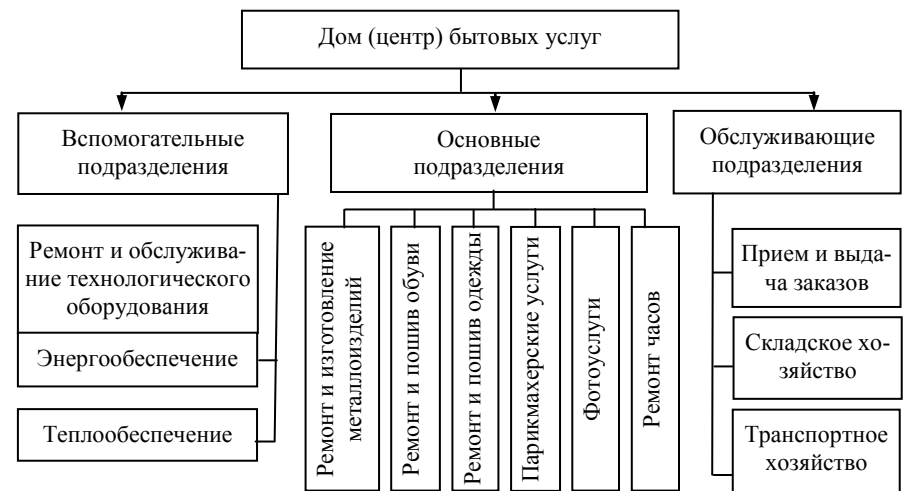 Дом (центр) бытовых услуг
Вспомогательные
подразделения
Основные
подразделения
Обслуживающие
подразделения
Ремонт и обслужива-
ние технологического
оборудования
Энергообеспечение
Теплообеспечение
Ремонт и изготовление
металлоизделий
Ремонт и пошив обуви
Ремонт и пошив одежды
Парикмахерские услуги
Фотоуслуги
Ремонт часов
Прием и выда-
ча заказов
Складское хо-
зяйство
Транспортное
хозяйство